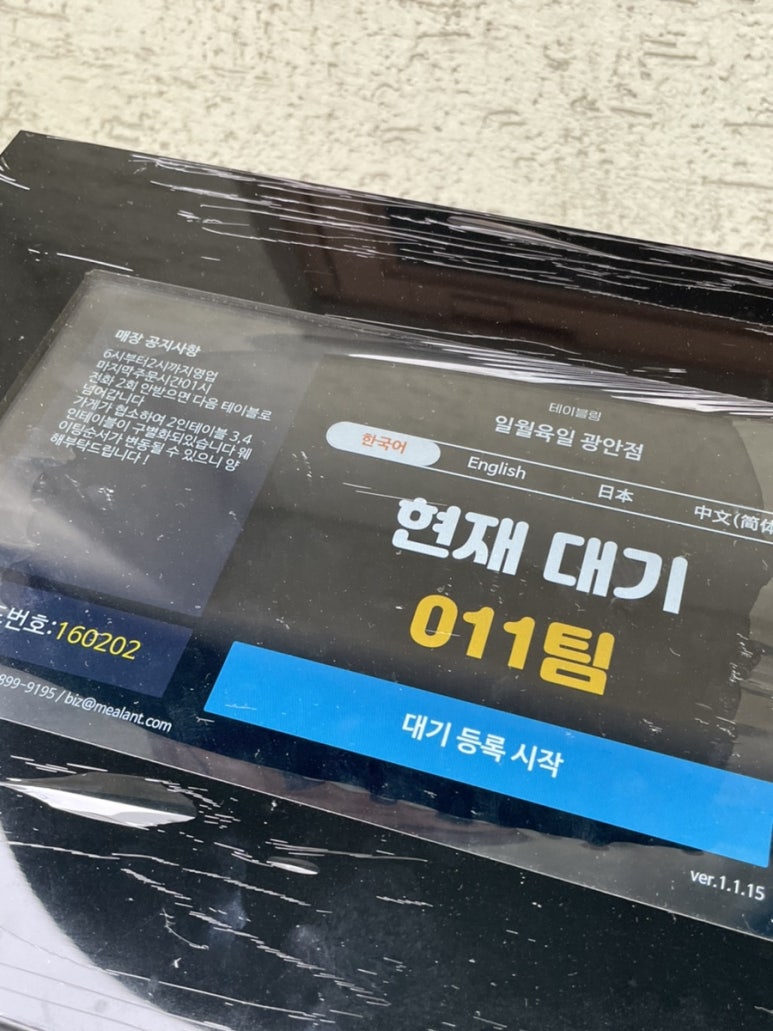 매장 공지사항
6시부터2시까지영업
마지막주문시간01시
전화 2회 안받으면 다음 테이블로
넘어갑니다
가게가 협소하여 2인테이블 3,4
인테이블이 구별화되있습니다 웨
이팅순서가 변동될 수 있으니 양
해부탁드립니다 !
번호:160202
899-9195 / biz@mealant.com
테이블링
일월육일 광안점
한국어 English 日本 中文(简体
현재 대기
011팀
대기 등록 시작
ver.1.1.15